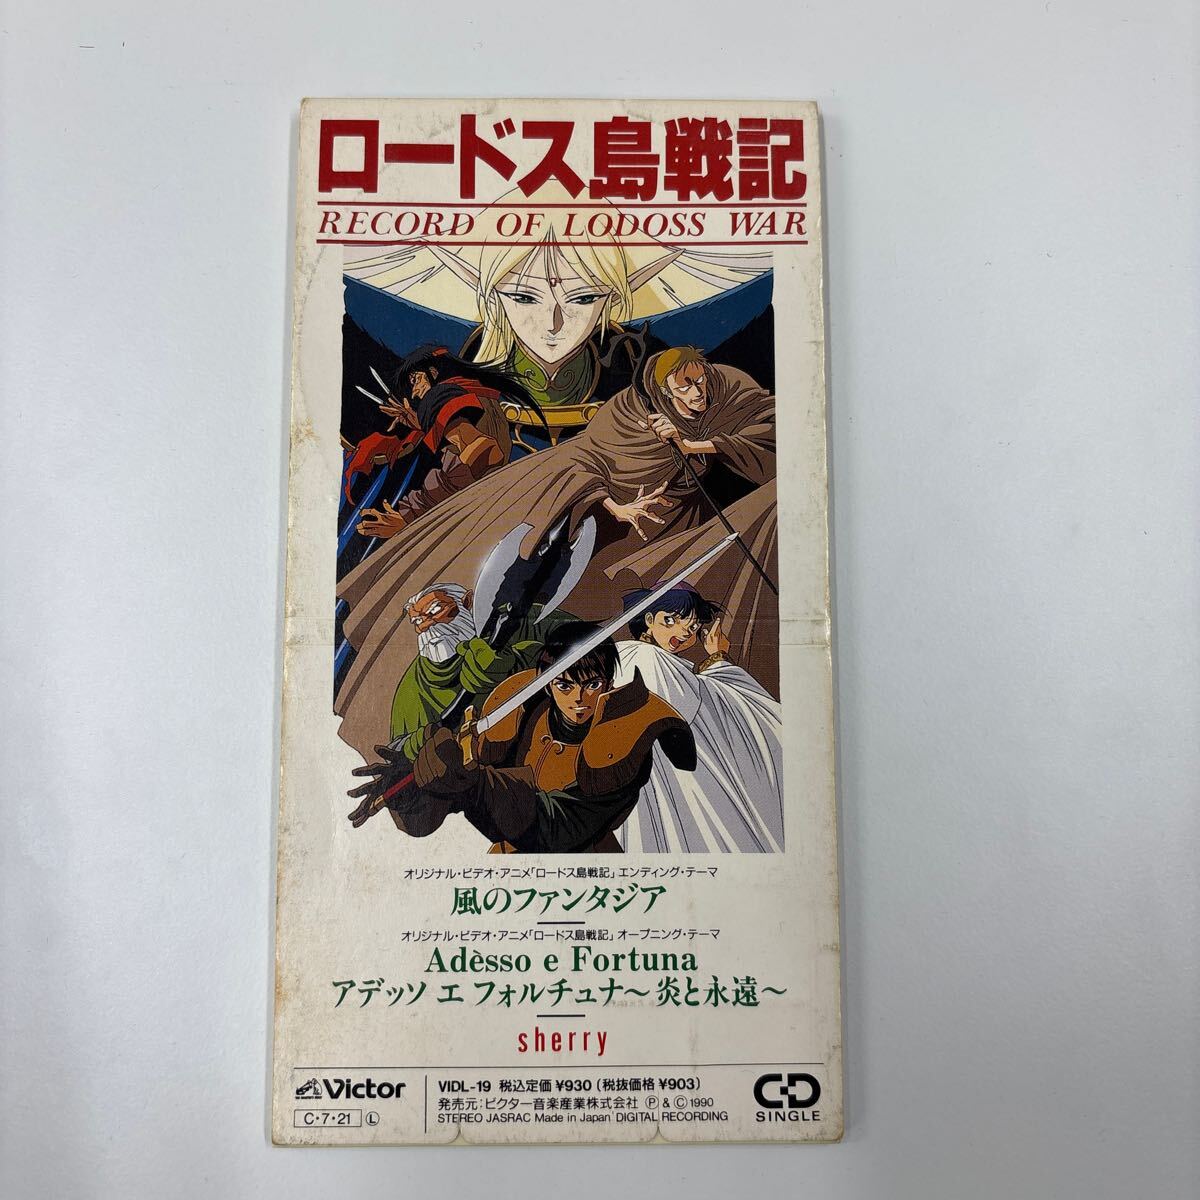 ロードス島戦記
RECORD OF LODOSS WAR
オリジナル・ビデオ・アニメ「ロードス島戦記」エンディング・テーマ
風のファンタジア
オリジナル・ビデオ・アニメ「ロードス島戦記」オープニング・テーマ
Adèsso e Fortuna
アデッソ エ フォルチュナ〜炎と永遠〜
sherry
Victor
C・7・21 Ⓛ
VIDL-19 税込定価 ¥930 (税抜価格 ¥903)
発売元:ビクター音楽産業株式会社 Ⓟ & Ⓒ 1990
STEREO JASRAC Made in Japan DIGITAL RECORDING
CD
SINGLE